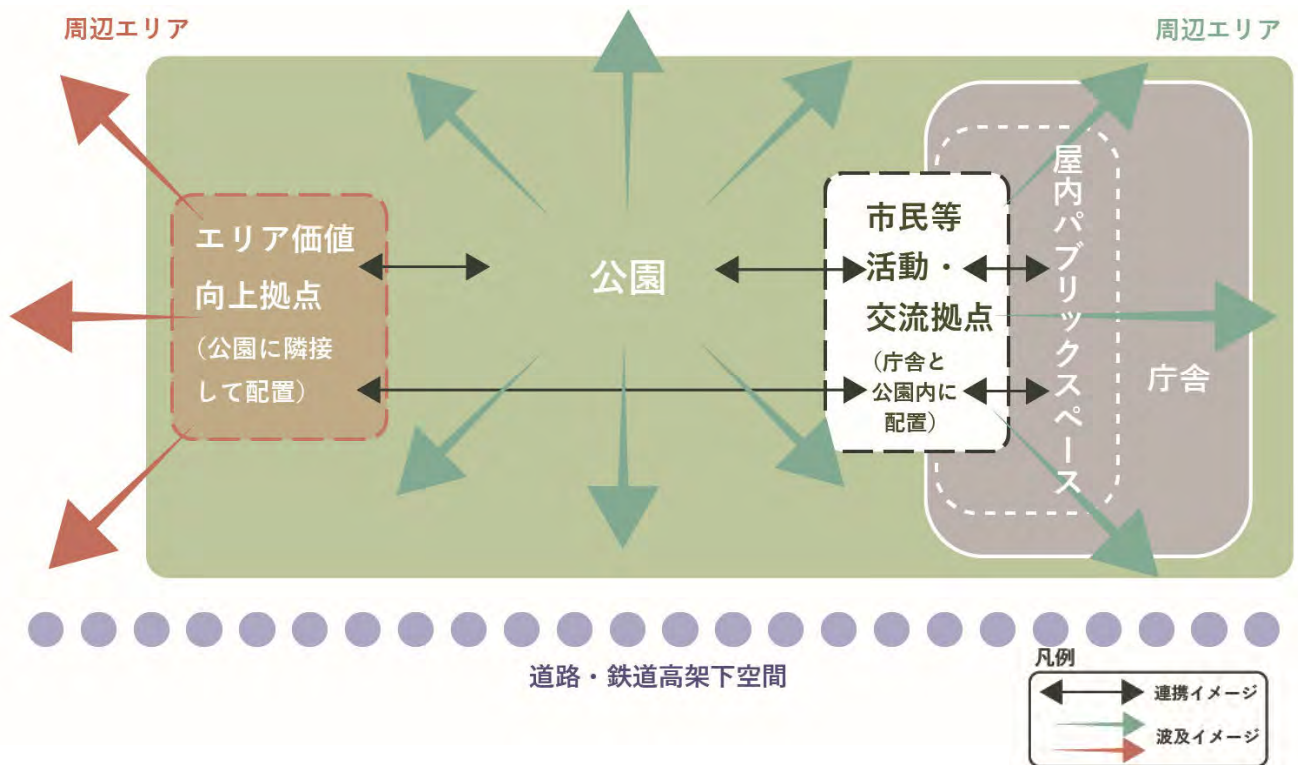 周辺エリア
周辺エリア
エリア価値
向上拠点
(公園に隣接
して配置)
公園
市民等
活動・
交流拠点
(庁舎と
公園内に
配置)
屋内パブリックスペース
庁舎
道路・鉄道高架下空間
凡例
連携イメージ
波及イメージ